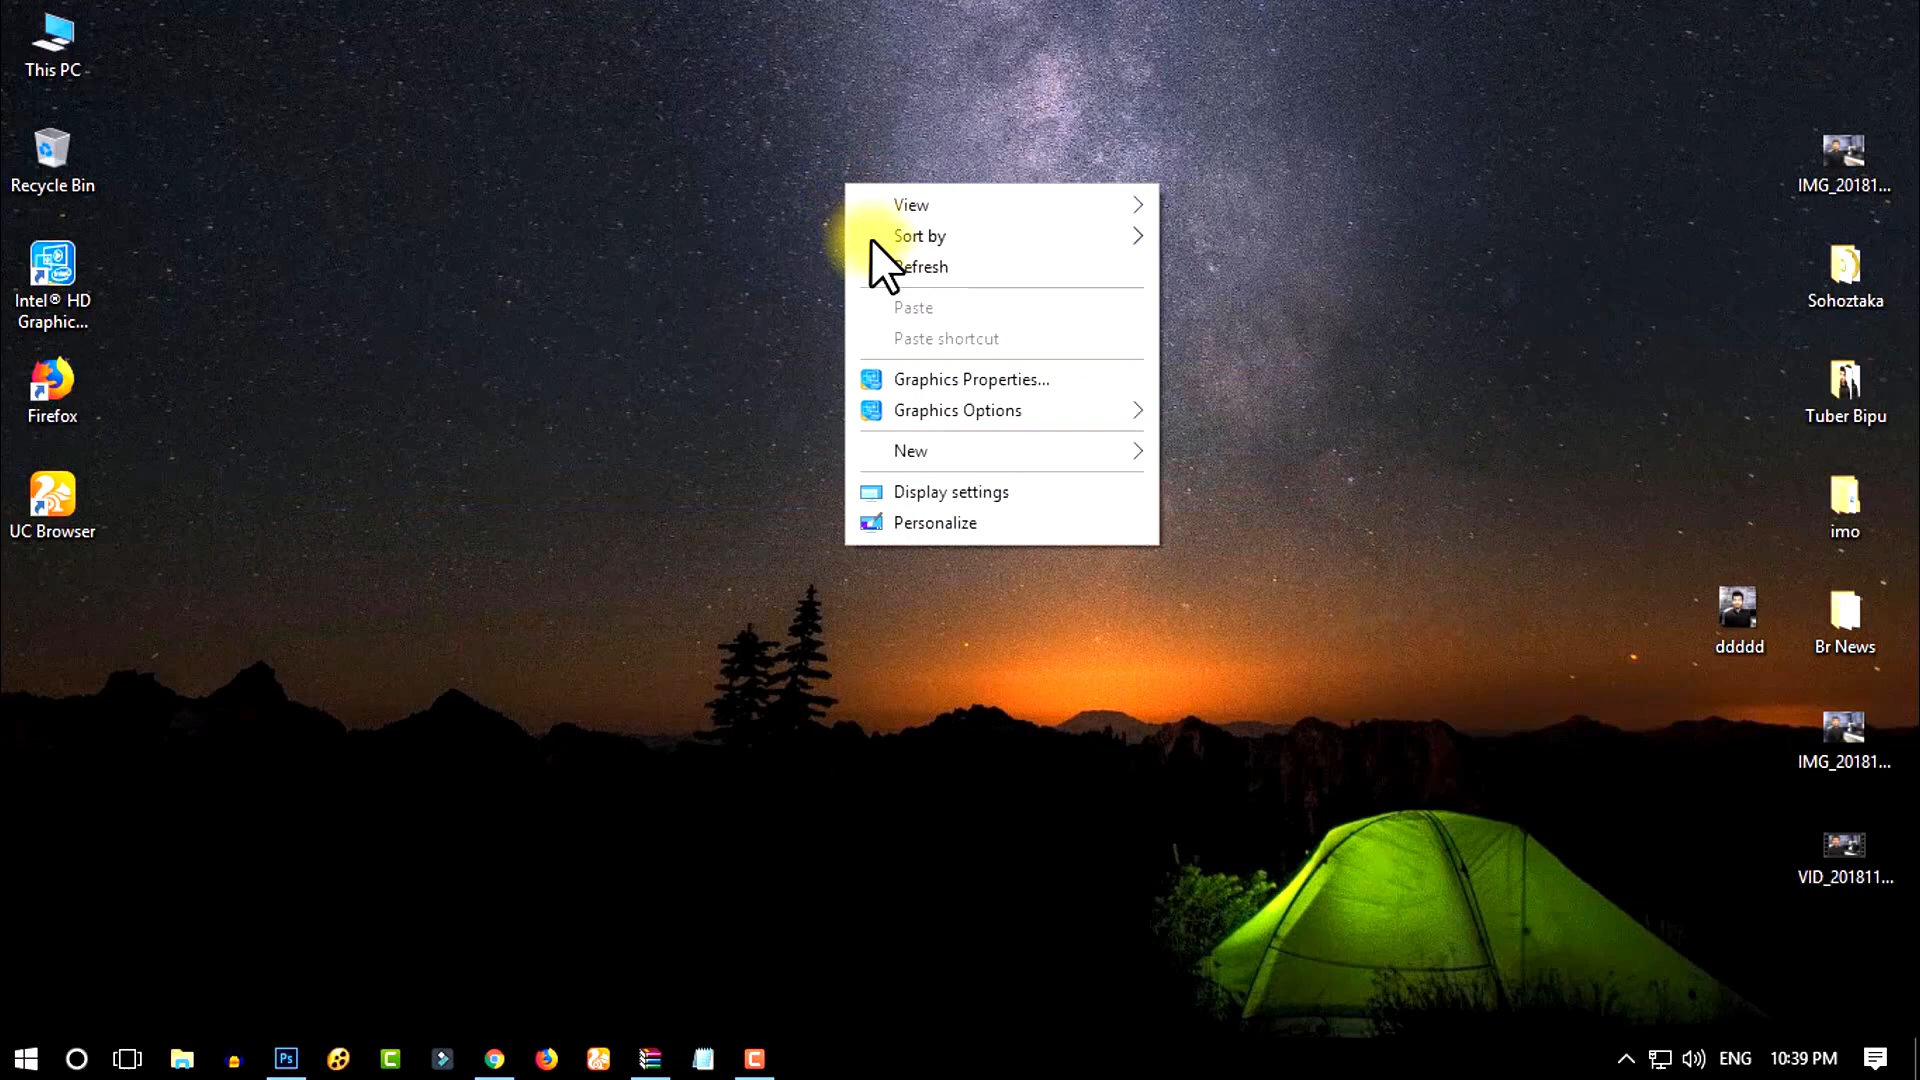 This PC
Recycle Bin
Intel® HD
Graphic...
Firefox
UC Browser
View
Sort by
Refresh
Paste
Paste shortcut
Graphics Properties...
Graphics Options
New
Display settings
Personalize
IMG_20181...
Sohoztaka
Tuber Bipu
imo
ddddd
Br News
IMG_20181...
VID_201811...
Ps
ENG
10:39 PM